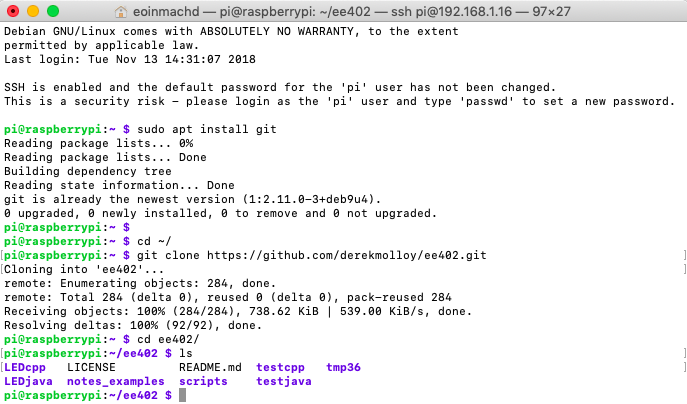 eoinmachd — pi@raspberrypi: ~/ee402 — ssh pi@192.168.1.16 — 97×27
Debian GNU/Linux comes with ABSOLUTELY NO WARRANTY, to the extent
permitted by applicable law.
Last login: Tue Nov 13 14:31:07 2018
SSH is enabled and the default password for the 'pi' user has not been changed.
This is a security risk - please login as the 'pi' user and type 'passwd' to set a new password.
pi@raspberrypi:~ $ sudo apt install git
Reading package lists... 0%
Reading package lists... Done
Building dependency tree
Reading state information... Done
git is already the newest version (1:2.11.0-3+deb9u4).
0 upgraded, 0 newly installed, 0 to remove and 0 not upgraded.
pi@raspberrypi:~ $
pi@raspberrypi:~ $ cd ~/
[pi@raspberrypi:~ $ git clone https://github.com/derekmolloy/ee402.git ]
[Cloning into 'ee402'... ]
remote: Enumerating objects: 284, done.
remote: Total 284 (delta 0), reused 0 (delta 0), pack-reused 284
Receiving objects: 100% (284/284), 738.62 KiB | 539.00 KiB/s, done.
Resolving deltas: 100% (92/92), done.
pi@raspberrypi:~ $ cd ee402/
[pi@raspberrypi:~/ee402 $ ls ]
LEDcpp LICENSE README.md testcpp tmp36
LEDjava notes_examples scripts testjava
pi@raspberrypi:~/ee402 $